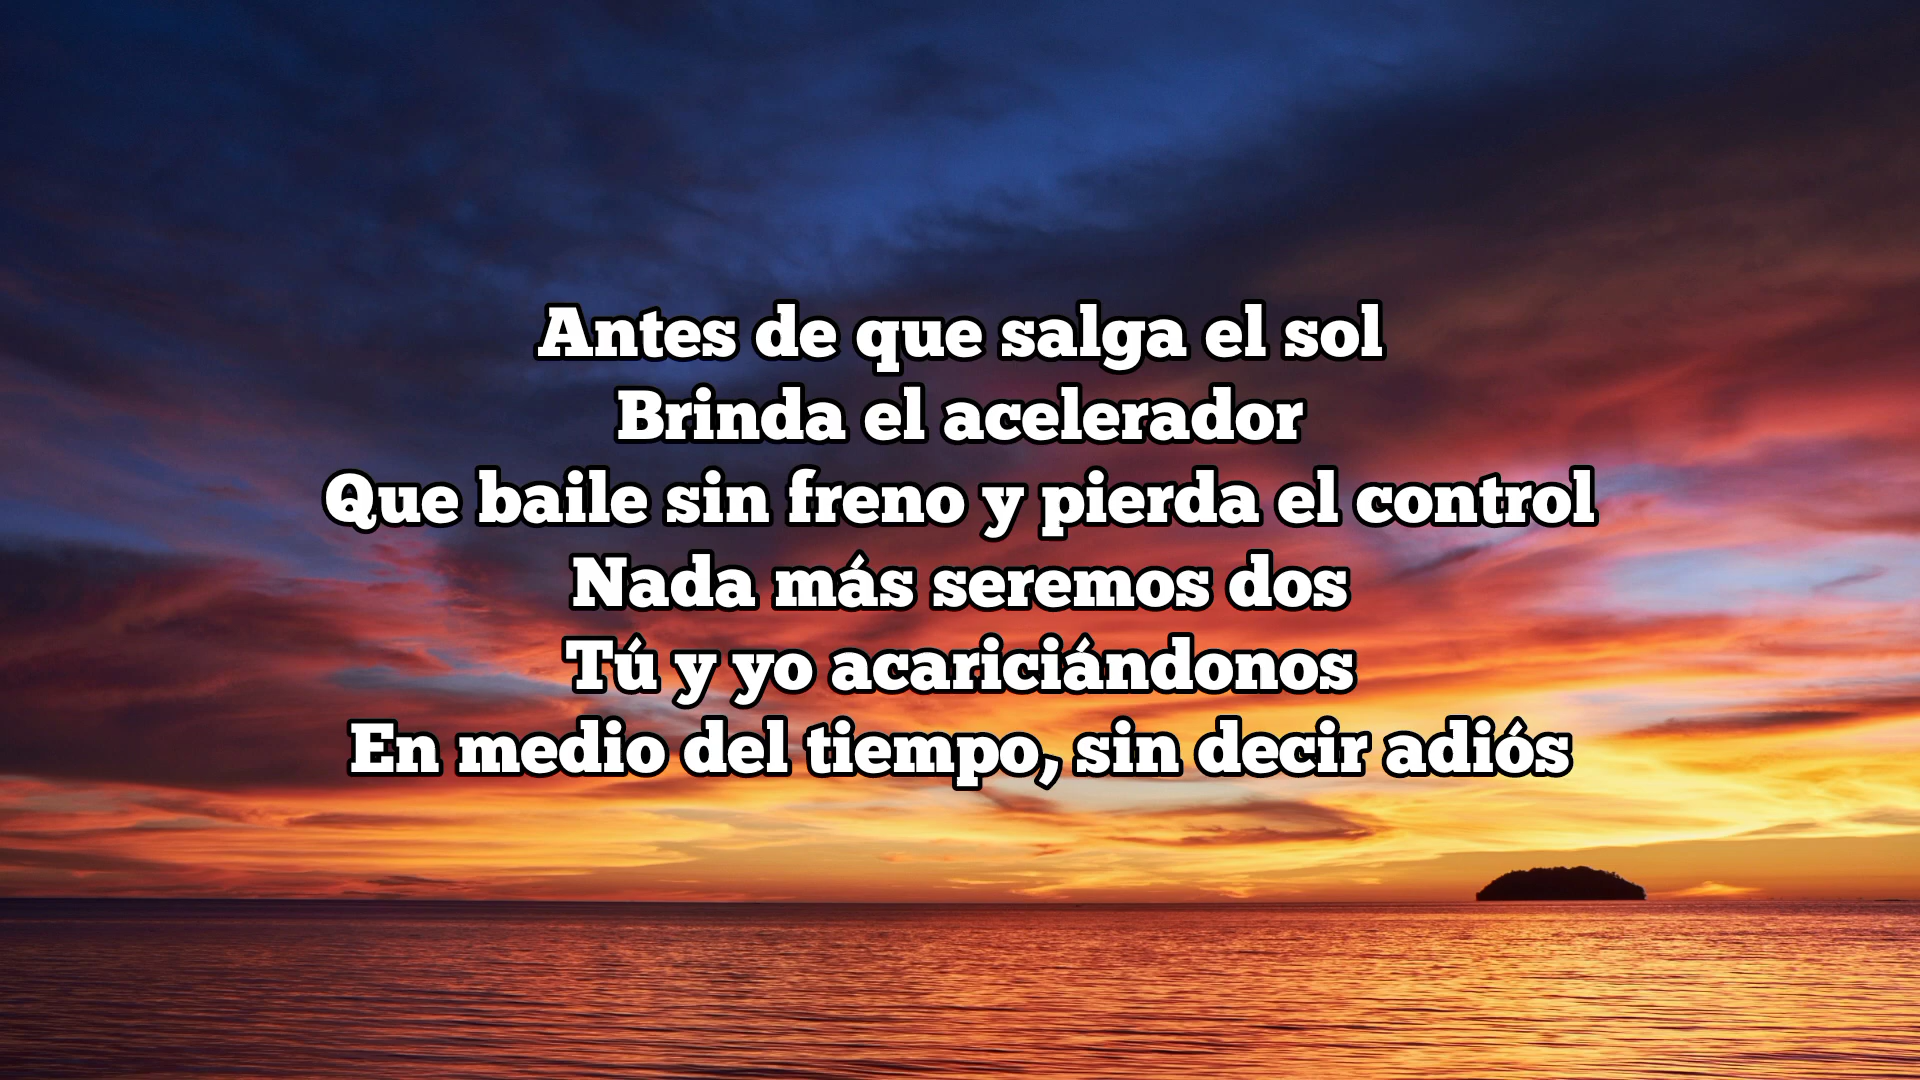 Antes de que salga el sol
Brinda el acelerador
Que baile sin freno y pierda el control
Nada más seremos dos
Tú y yo acariciándonos
En medio del tiempo, sin decir adiós